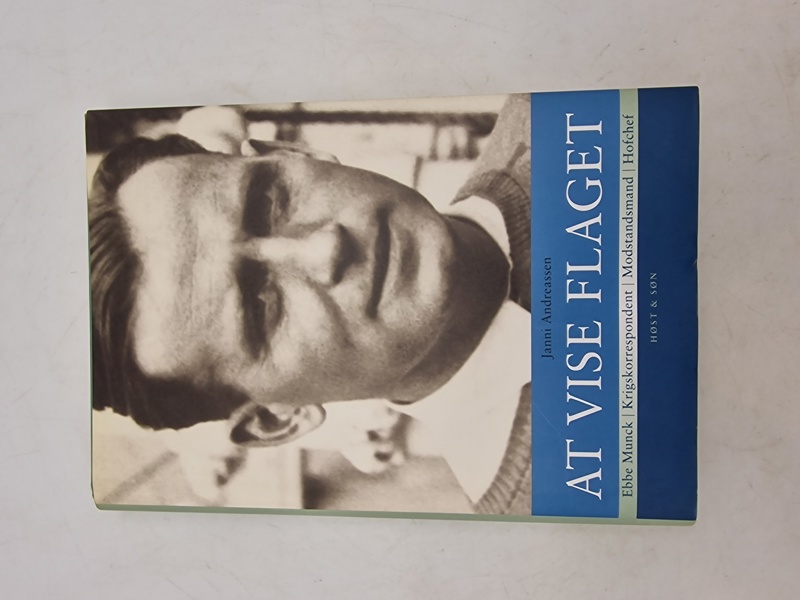 Janni Andreassen
AT VISE FLAGET
Ebbe Munck | Krigskorrespondent | Modstandsmand | Hofchef
HØST & SØN